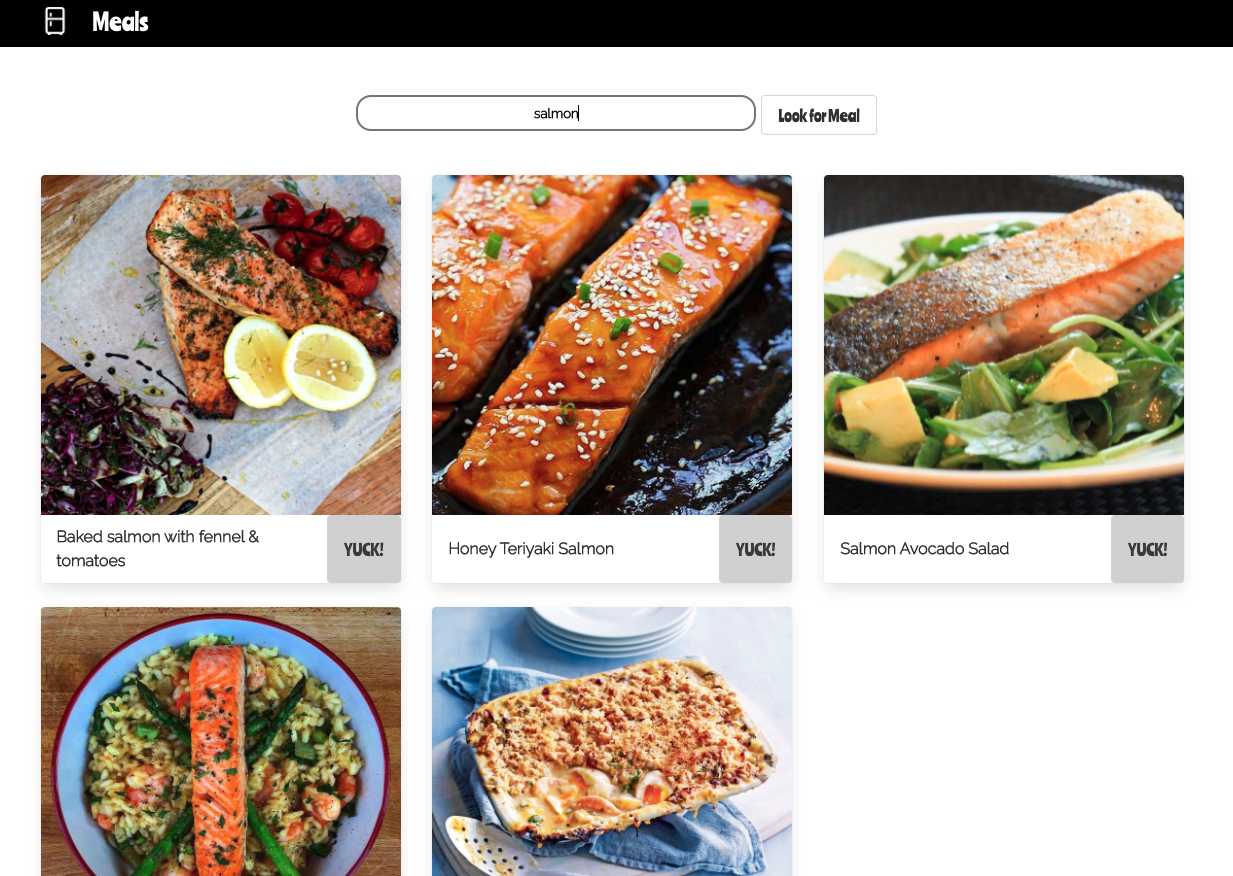 Meals
salmon
Look for Meal
Baked salmon with fennel &
tomatoes
YUCK!
Honey Teriyaki Salmon
YUCK!
Salmon Avocado Salad
YUCK!